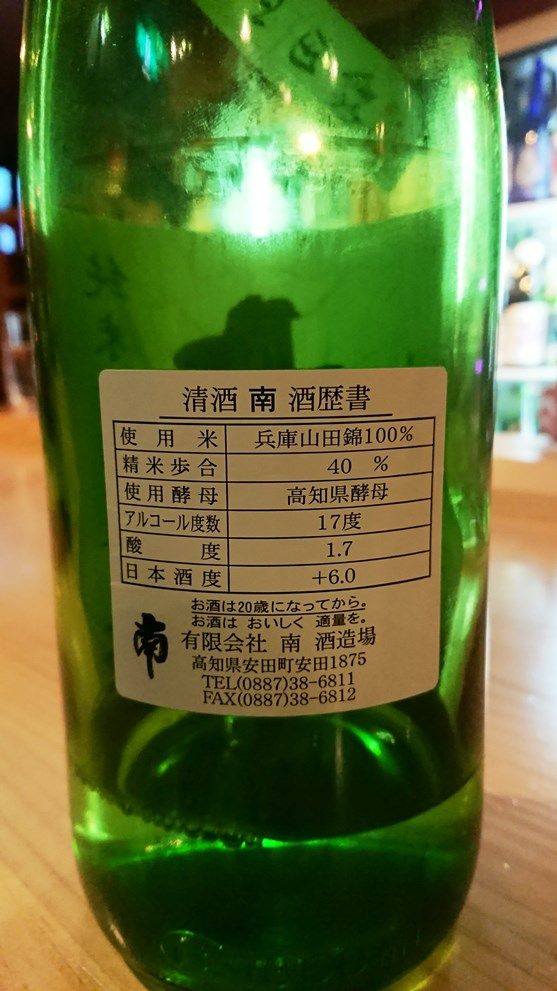 山田錦
純米
清酒 南 酒歴書
使用米 兵庫山田錦100%
精米歩合 40 %
使用酵母 高知県酵母
アルコール度数 17度
酸度 1.7
日本酒度 +6.0
お酒は20歳になってから。
お酒は おいしく 適量を。
南
有限会社 南 酒造場
高知県安田町安田1875
TEL(0887)38-6811
FAX(0887)38-6812